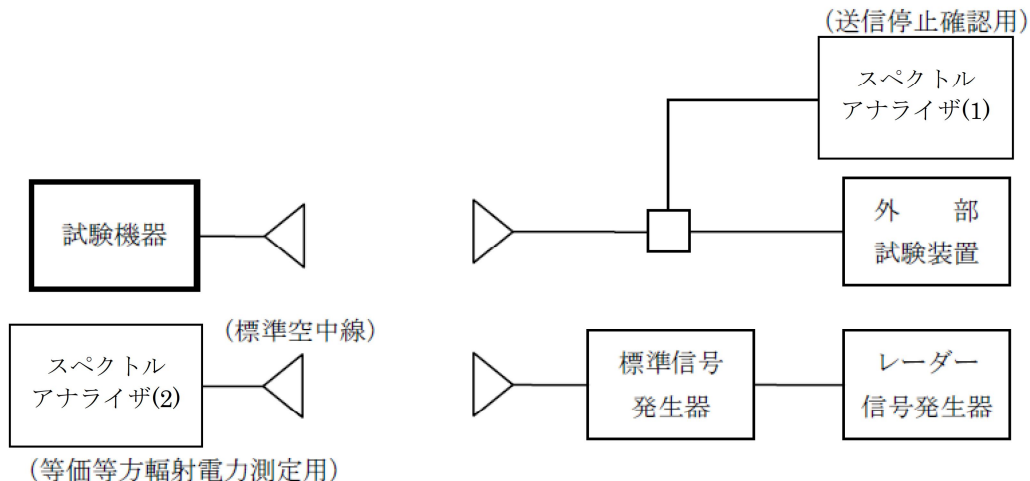 (送信停止確認用)
スペクトル
アナライザ(1)
試験機器
外　　部
試験装置
スペクトル
アナライザ(2)
(標準空中線)
標準信号
発生器
レーダー
信号発生器
(等価等方輻射電力測定用)